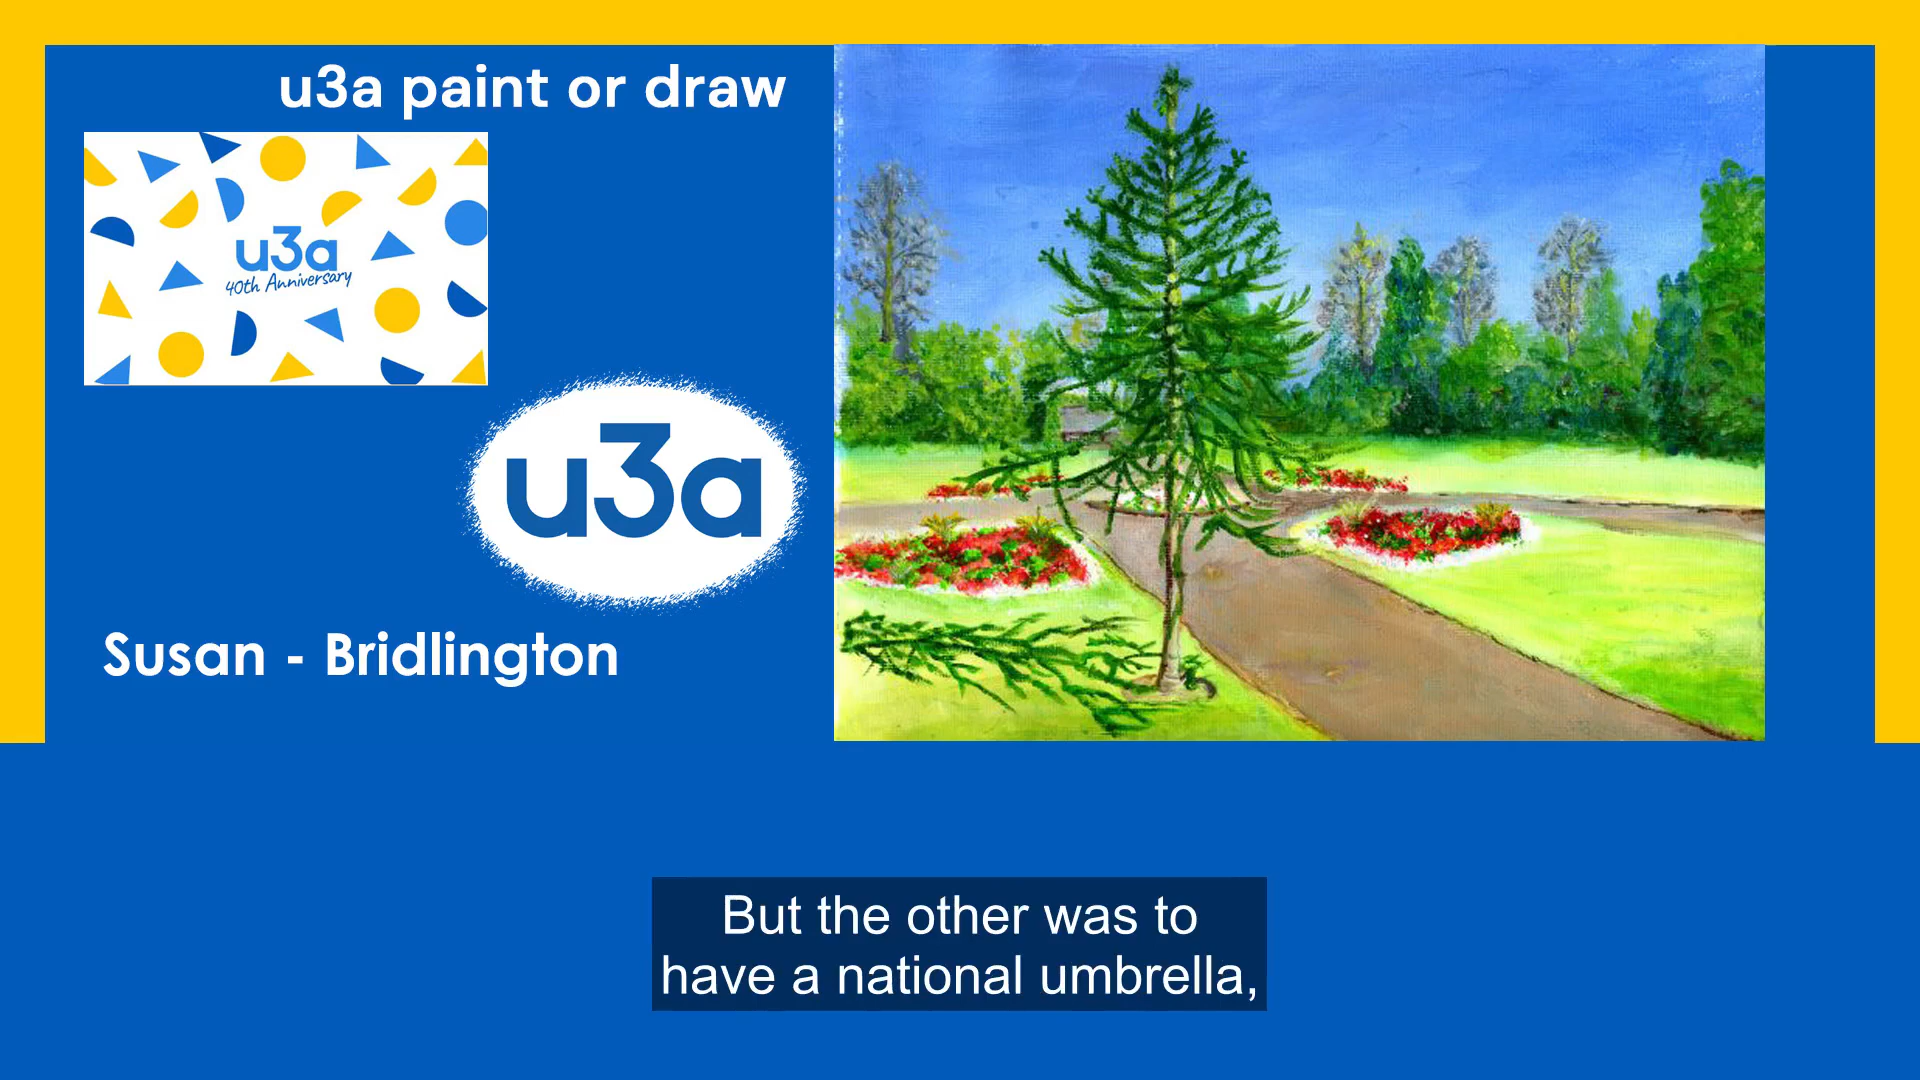 u3a paint or draw
u3a
40th Anniversary
u3a
Susan - Bridlington
But the other was to
have a national umbrella,